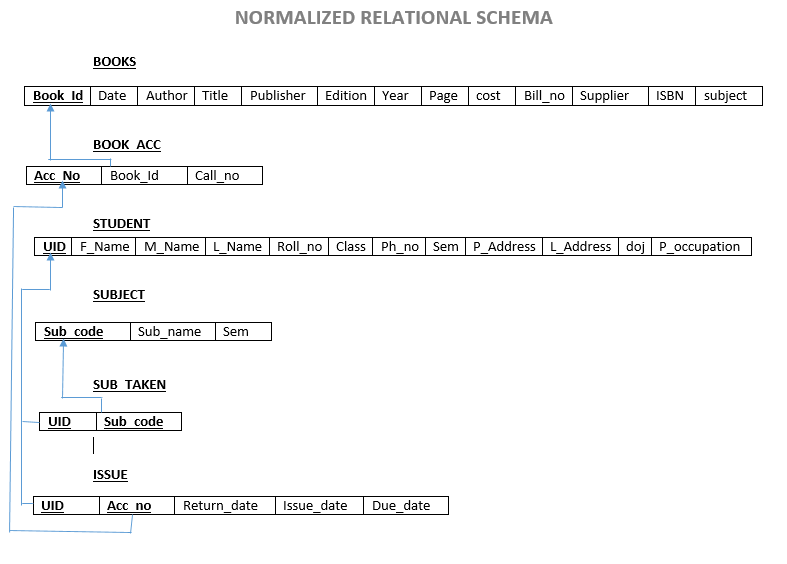 NORMALIZED RELATIONAL SCHEMA
BOOKS
Book_Id Date Author Title Publisher Edition Year Page cost Bill_no Supplier ISBN subject
BOOK_ACC
Acc_No Book_Id Call_no
STUDENT
UID F_Name M_Name L_Name Roll_no Class Ph_no Sem P_Address L_Address doj P_occupation
SUBJECT
Sub_code Sub_name Sem
SUB_TAKEN
UID Sub_code
ISSUE
UID Acc_no Return_date Issue_date Due_date